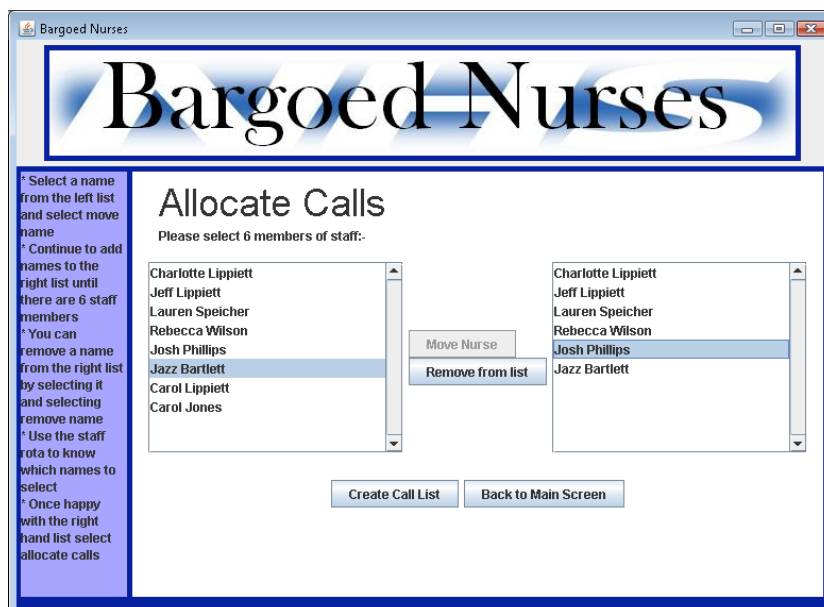 Bargoed Nurses
Bargoed Nurses
* Select a name
from the left list
and select move
name
* Continue to add
names to the
right list until
there are 6 staff
members
* You can
remove a name
from the right list
by selecting it
and selecting
remove name
* Use the staff
rota to know
which names to
select
* Once happy
with the right
hand list select
allocate calls
Allocate Calls
Please select 6 members of staff:-
Charlotte Lippiett
Jeff Lippiett
Lauren Speicher
Rebecca Wilson
Josh Phillips
Jazz Bartlett
Carol Lippiett
Carol Jones
Move Nurse
Remove from list
Charlotte Lippiett
Jeff Lippiett
Lauren Speicher
Rebecca Wilson
Josh Phillips
Jazz Bartlett
Create Call List
Back to Main Screen